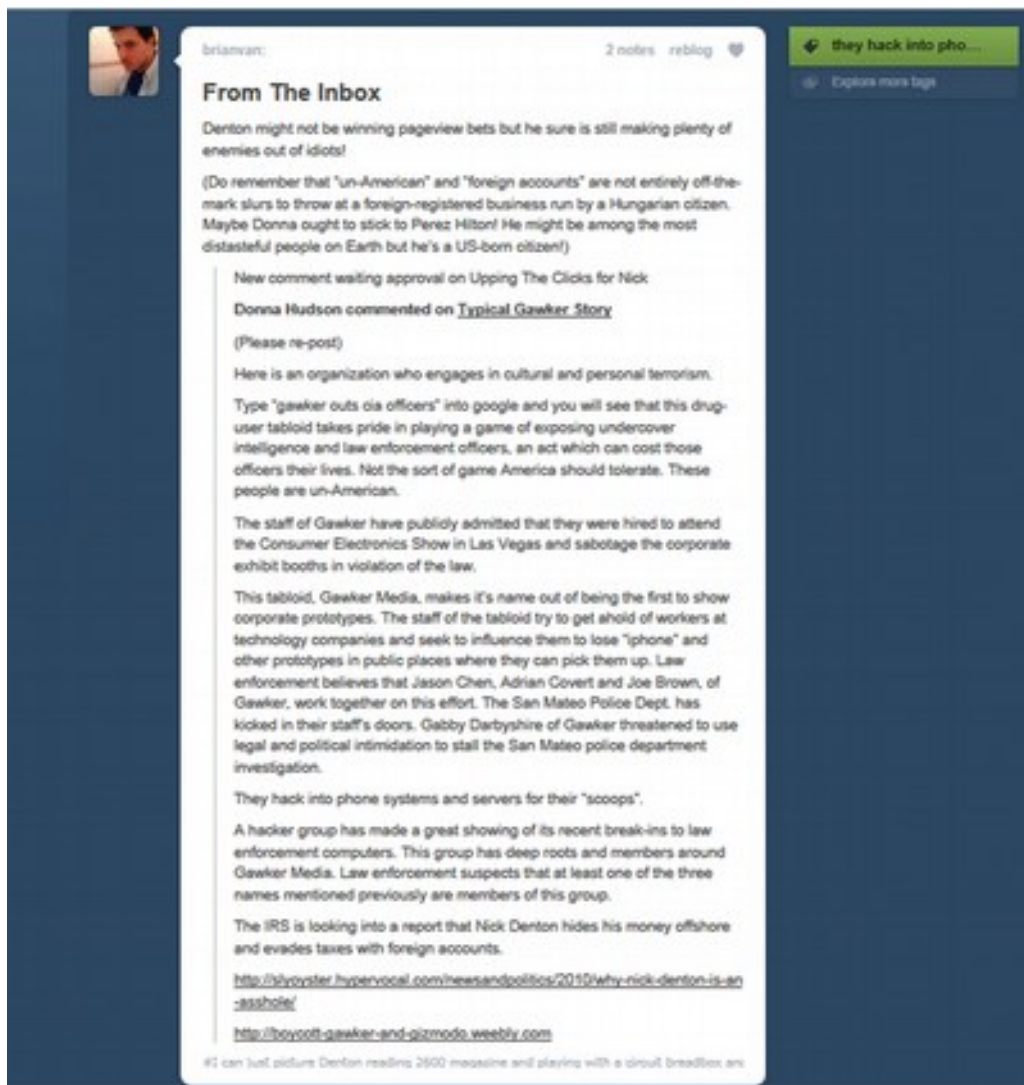 brianvan:
2 notes reblog
they hack into pho...
Explore more tags
From The Inbox
Denton might not be winning pageview bets but he sure is still making plenty of
enemies out of idiots!
(Do remember that "un-American" and "foreign accounts" are not entirely off-the-
mark slurs to throw at a foreign-registered business run by a Hungarian citizen.
Maybe Donna ought to stick to Perez Hilton! He might be among the most
distasteful people on Earth but he's a US-born citizen!)
New comment waiting approval on Upping The Clicks for Nick
Donna Hudson commented on Typical Gawker Story
(Please re-post)
Here is an organization who engages in cultural and personal terrorism.
Type "gawker outs cia officers" into google and you will see that this drug-
user tabloid takes pride in playing a game of exposing undercover
intelligence and law enforcement officers, an act which can cost those
officers their lives. Not the sort of game America should tolerate. These
people are un-American.
The staff of Gawker have publicly admitted that they were hired to attend
the Consumer Electronics Show in Las Vegas and sabotage the corporate
exhibit booths in violation of the law.
This tabloid, Gawker Media, makes it's name out of being the first to show
corporate prototypes. The staff of the tabloid try to get ahold of workers at
technology companies and seek to influence them to lose "iphone" and
other prototypes in public places where they can pick them up. Law
enforcement believes that Jason Chen, Adrian Covert and Joe Brown, of
Gawker, work together on this effort. The San Mateo Police Dept. has
kicked in their staff's doors. Gabby Darbyshire of Gawker threatened to use
legal and political intimidation to stall the San Mateo police department
investigation.
They hack into phone systems and servers for their "scoops".
A hacker group has made a great showing of its recent break-ins to law
enforcement computers. This group has deep roots and members around
Gawker Media. Law enforcement suspects that at least one of the three
names mentioned previously are members of this group.
The IRS is looking into a report that Nick Denton hides his money offshore
and evades taxes with foreign accounts.
http://slyoyster.hypervocal.com/newsandpolitics/2010/why-nick-denton-is-an
-asshole/
http://boycott-gawker-and-gizmodo.weebly.com
#I can just picture Denton reading 2600 magazine and playing with a circuit breadbox and